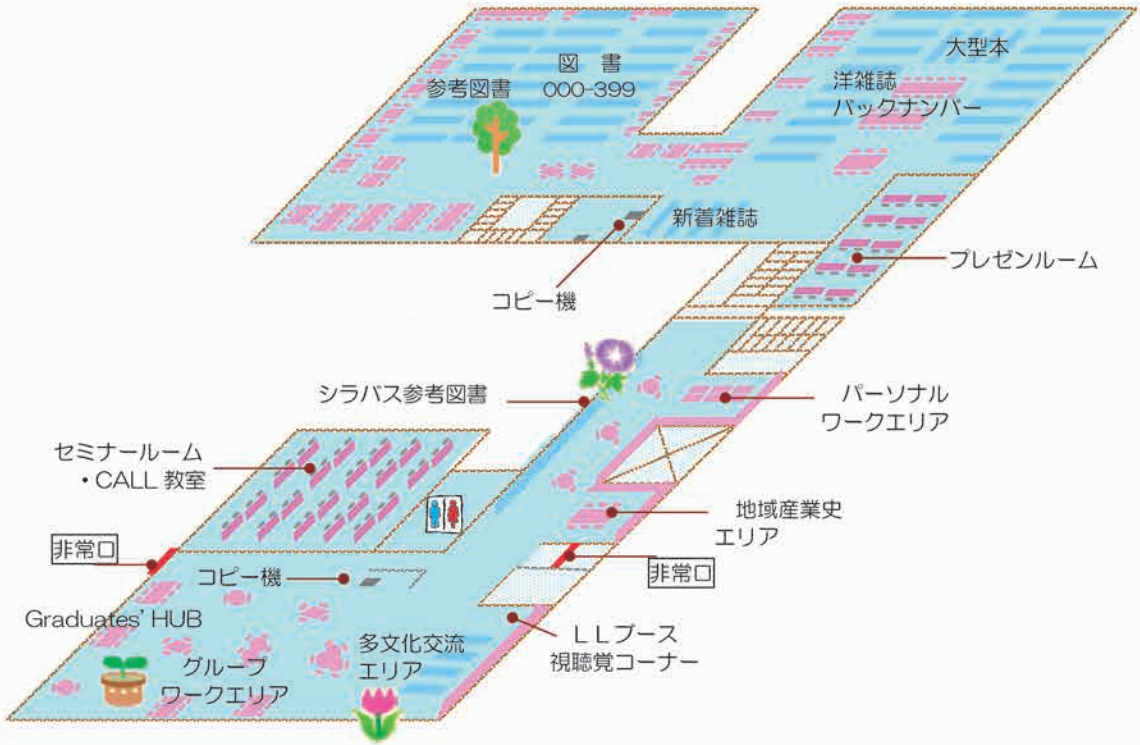 大型本
図 書
000-399
参考図書
洋雑誌
バックナンバー
新着雑誌
プレゼンルーム
コピー機
シラバス参考図書
パーソナル
ワークエリア
セミナールーム
・CALL 教室
地域産業史
エリア
非常口
非常口
コピー機
Graduates' HUB
ＬＬブース
視聴覚コーナー
多文化交流
エリア
グループ
ワークエリア